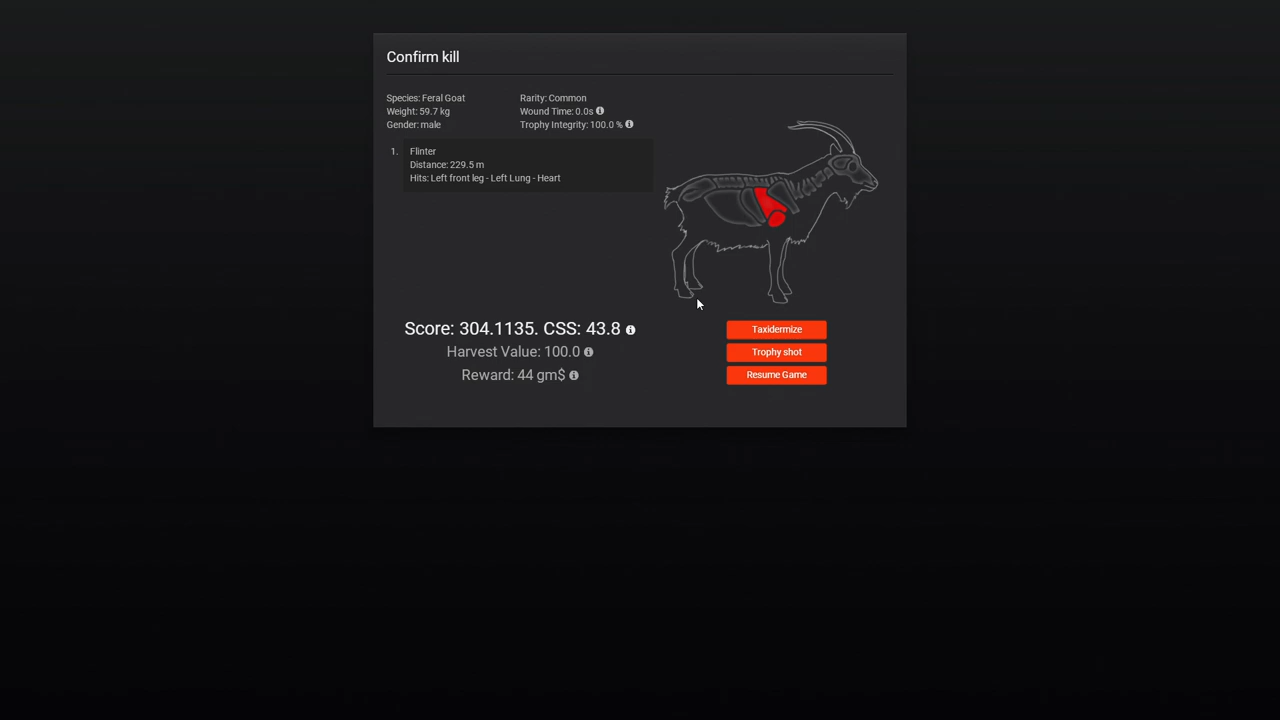 Confirm kill
Species: Feral Goat
Weight: 59.7 kg
Gender: male
Rarity: Common
Wound Time: 0.0s
Trophy Integrity: 100.0 %
1.
Flinter
Distance: 229.5 m
Hits: Left front leg - Left Lung - Heart
Score: 304.1135. CSS: 43.8
Harvest Value: 100.0
Reward: 44 gm$
Taxidermize
Trophy shot
Resume Game